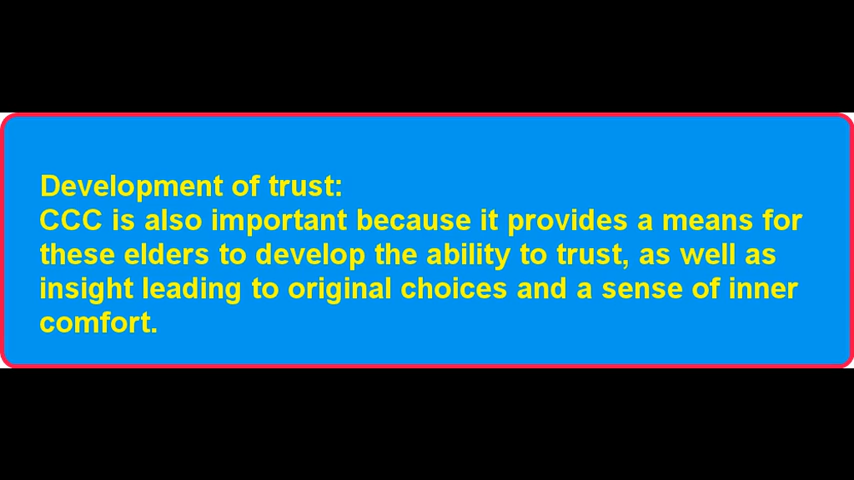 Development of trust:
CCC is also important because it provides a means for
these elders to develop the ability to trust, as well as
insight leading to original choices and a sense of inner
comfort.